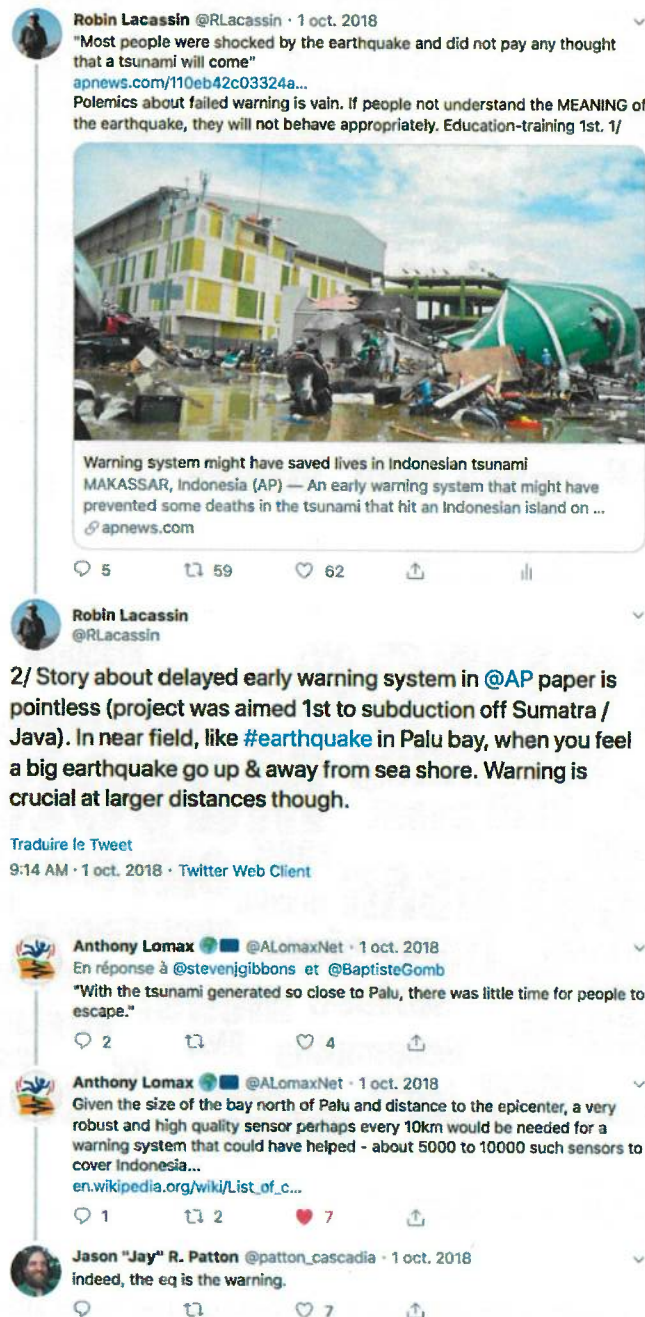 Robin Lacassin @RLacassin · 1 oct. 2018
"Most people were shocked by the earthquake and did not pay any thought
that a tsunami will come"
apnews.com/110eb42c03324a...
Polemics about failed warning is vain. If people not understand the MEANING of
the earthquake, they will not behave appropriately. Education-training 1st. 1/
Warning system might have saved lives in Indonesian tsunami
MAKASSAR, Indonesia (AP) — An early warning system that might have
prevented some deaths in the tsunami that hit an Indonesian island on ...
apnews.com
5 59 62
Robin Lacassin
@RLacassin
2/ Story about delayed early warning system in @AP paper is
pointless (project was aimed 1st to subduction off Sumatra /
Java). In near field, like #earthquake in Palu bay, when you feel
a big earthquake go up & away from sea shore. Warning is
crucial at larger distances though.
Traduire le Tweet
9:14 AM · 1 oct. 2018 · Twitter Web Client
Anthony Lomax @ALomaxNet · 1 oct. 2018
En réponse à @stevenjgibbons et @BaptisteGomb
"With the tsunami generated so close to Palu, there was little time for people to
escape."
2 4
Anthony Lomax @ALomaxNet · 1 oct. 2018
Given the size of the bay north of Palu and distance to the epicenter, a very
robust and high quality sensor perhaps every 10km would be needed for a
warning system that could have helped - about 5000 to 10000 such sensors to
cover Indonesia...
en.wikipedia.org/wiki/List_of_c...
1 2 7
Jason "Jay" R. Patton @patton_cascadia · 1 oct. 2018
indeed, the eq is the warning.
7